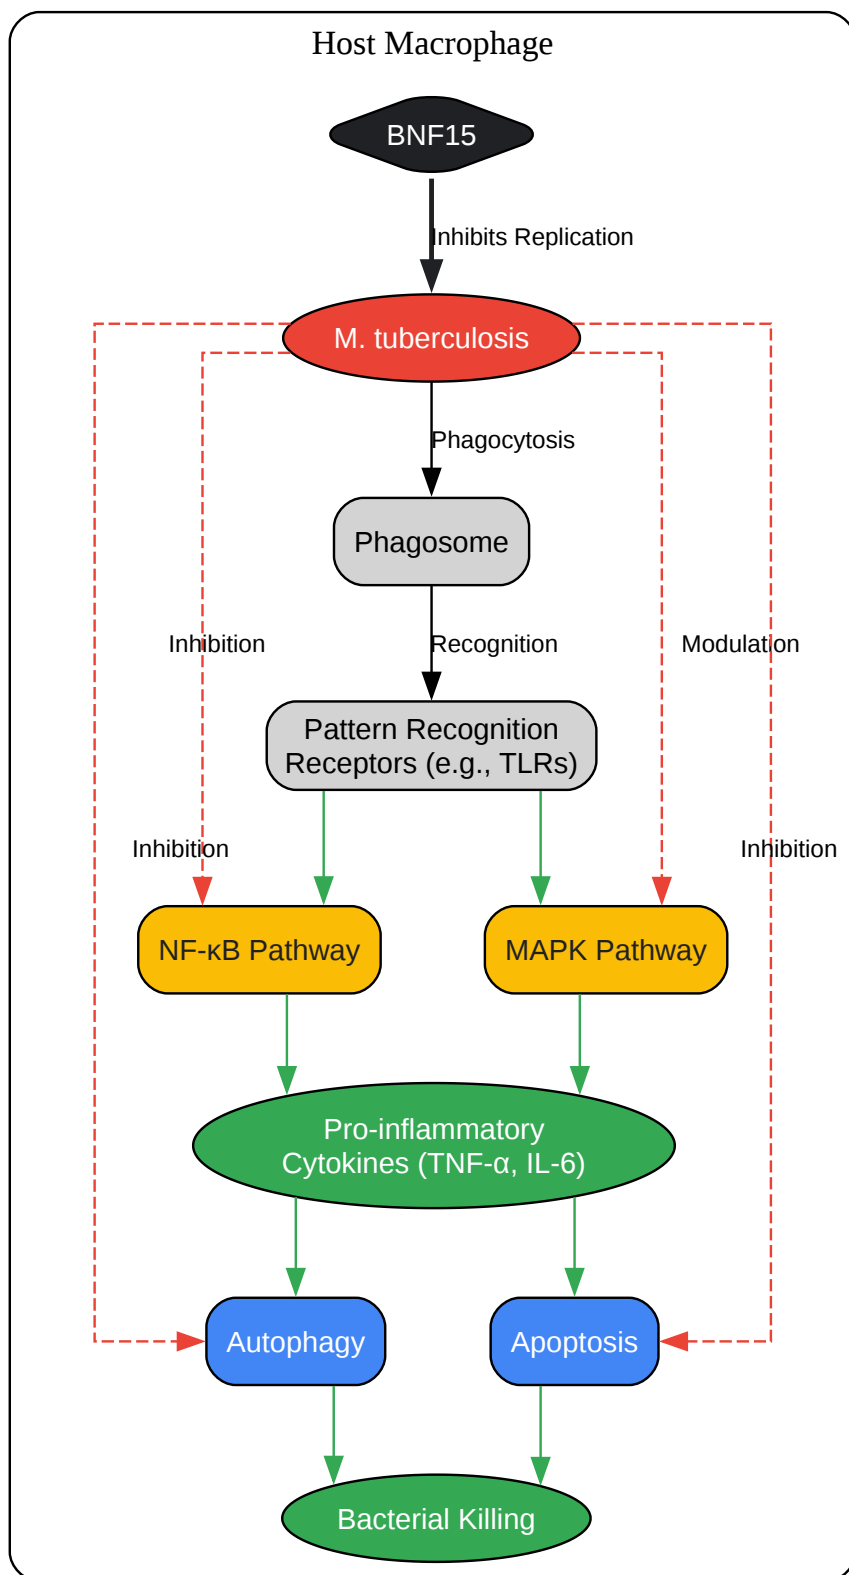 Host Macrophage
BNF15
Inhibits Replication
M. tuberculosis
Phagocytosis
Phagosome
Inhibition
Recognition
Modulation
Pattern Recognition
Receptors (e.g., TLRs)
Inhibition
Inhibition
NF-κB Pathway
MAPK Pathway
Pro-inflammatory
Cytokines (TNF-α, IL-6)
Autophagy
Apoptosis
Bacterial Killing